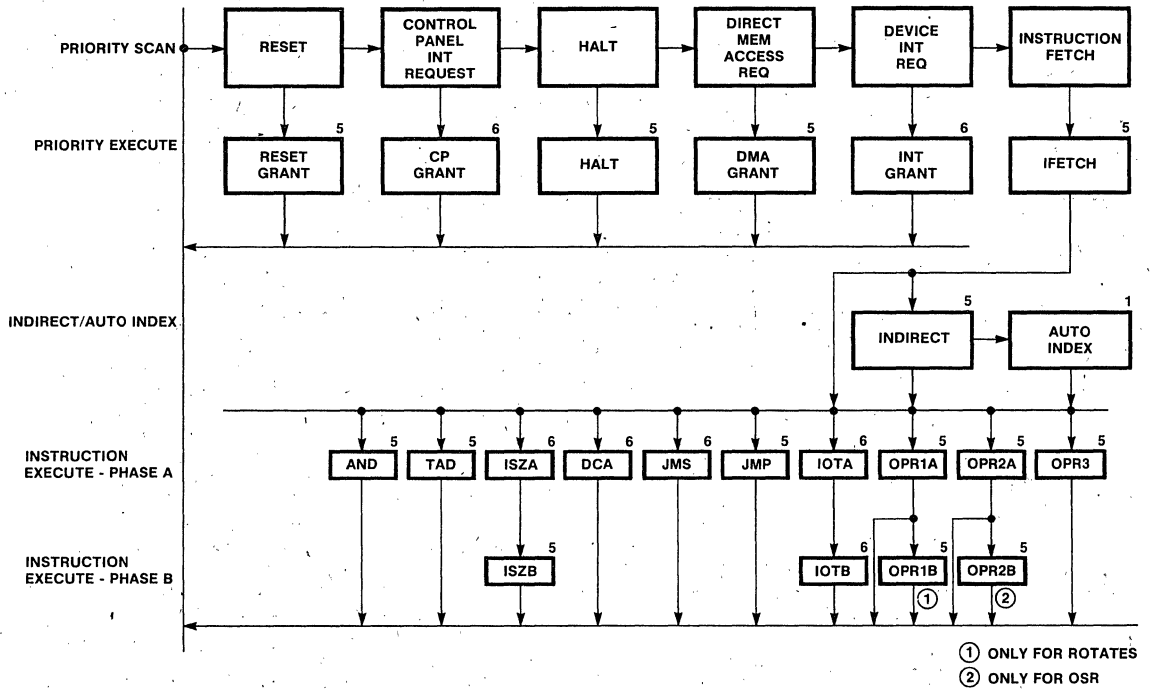 PRIORITY SCAN
RESET
CONTROL
PANEL
INT
REQUEST
HALT
DIRECT
MEM
ACCESS
REQ
DEVICE
INT
REQ
INSTRUCTION
FETCH
PRIORITY EXECUTE
5
RESET
GRANT
6
CP
GRANT
5
HALT
5
DMA
GRANT
6
INT
GRANT
5
IFETCH
INDIRECT/AUTO INDEX
5
INDIRECT
1
AUTO
INDEX
INSTRUCTION
EXECUTE - PHASE A
5
AND
5
TAD
6
ISZA
6
DCA
6
JMS
5
JMP
6
IOTA
5
OPR1A
5
OPR2A
5
OPR3
INSTRUCTION
EXECUTE - PHASE B
5
ISZB
6
IOTB
5
OPR1B
1
5
OPR2B
2
1 ONLY FOR ROTATES
2 ONLY FOR OSR